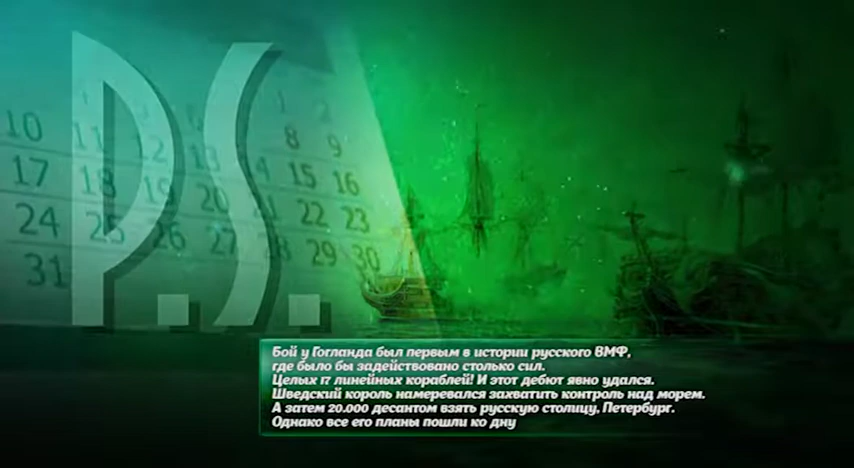 P.S.
1 2
8 9
10 11 12 13 14 15 16
17 18 19 20 21 22 23
24 25 26 27 28 29 30
31
Бой у Гогланда был первым в истории русского ВМФ,
где было бы задействовано столько сил.
Целых 17 линейных кораблей! И этот дебют явно удался.
Шведский король намеревался захватить контроль над морем.
А затем 20.000 десантом взять русскую столицу, Петербург.
Однако все его планы пошли ко дну